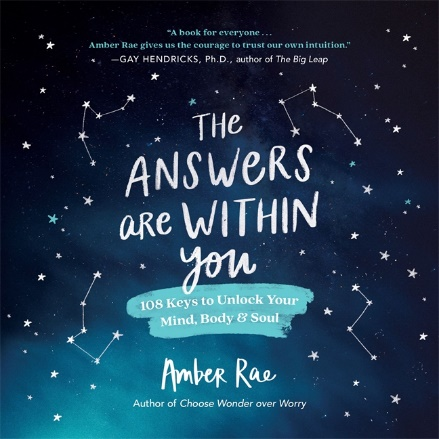 “A book for everyone . . .
Amber Rae gives us the courage to trust our own intuition.”
—GAY HENDRICKS, Ph.D., author of The Big Leap
THE
ANSWERS
are WITHIN
you
108 Keys to Unlock Your
Mind, Body & Soul
Amber Rae
Author of Choose Wonder over Worry